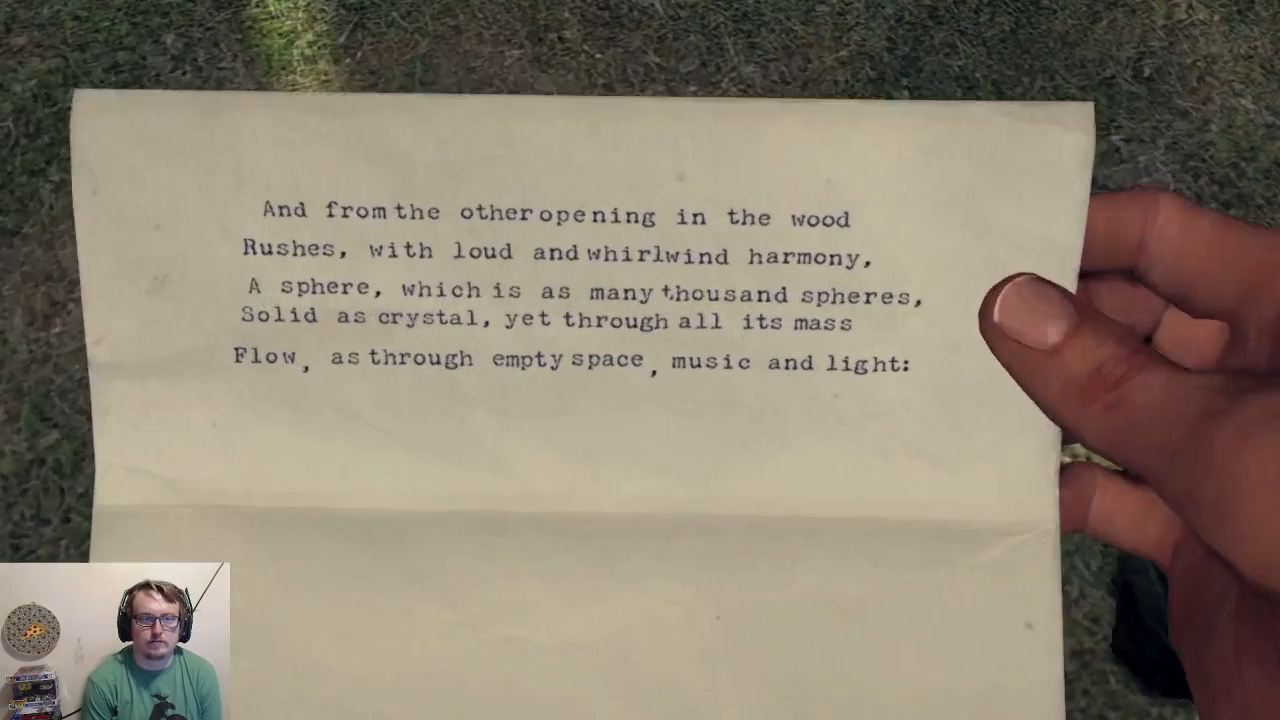 And from the other opening in the wood
Rushes, with loud and whirlwind harmony,
A sphere, which is as many thousand spheres,
Solid as crystal, yet through all its mass
Flow, as through empty space, music and light: